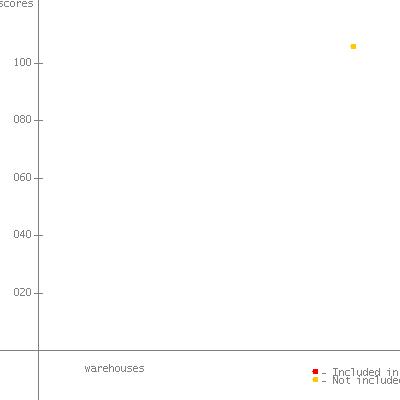 scores
100
080
060
040
020
warehouses
- Included in
- Not included